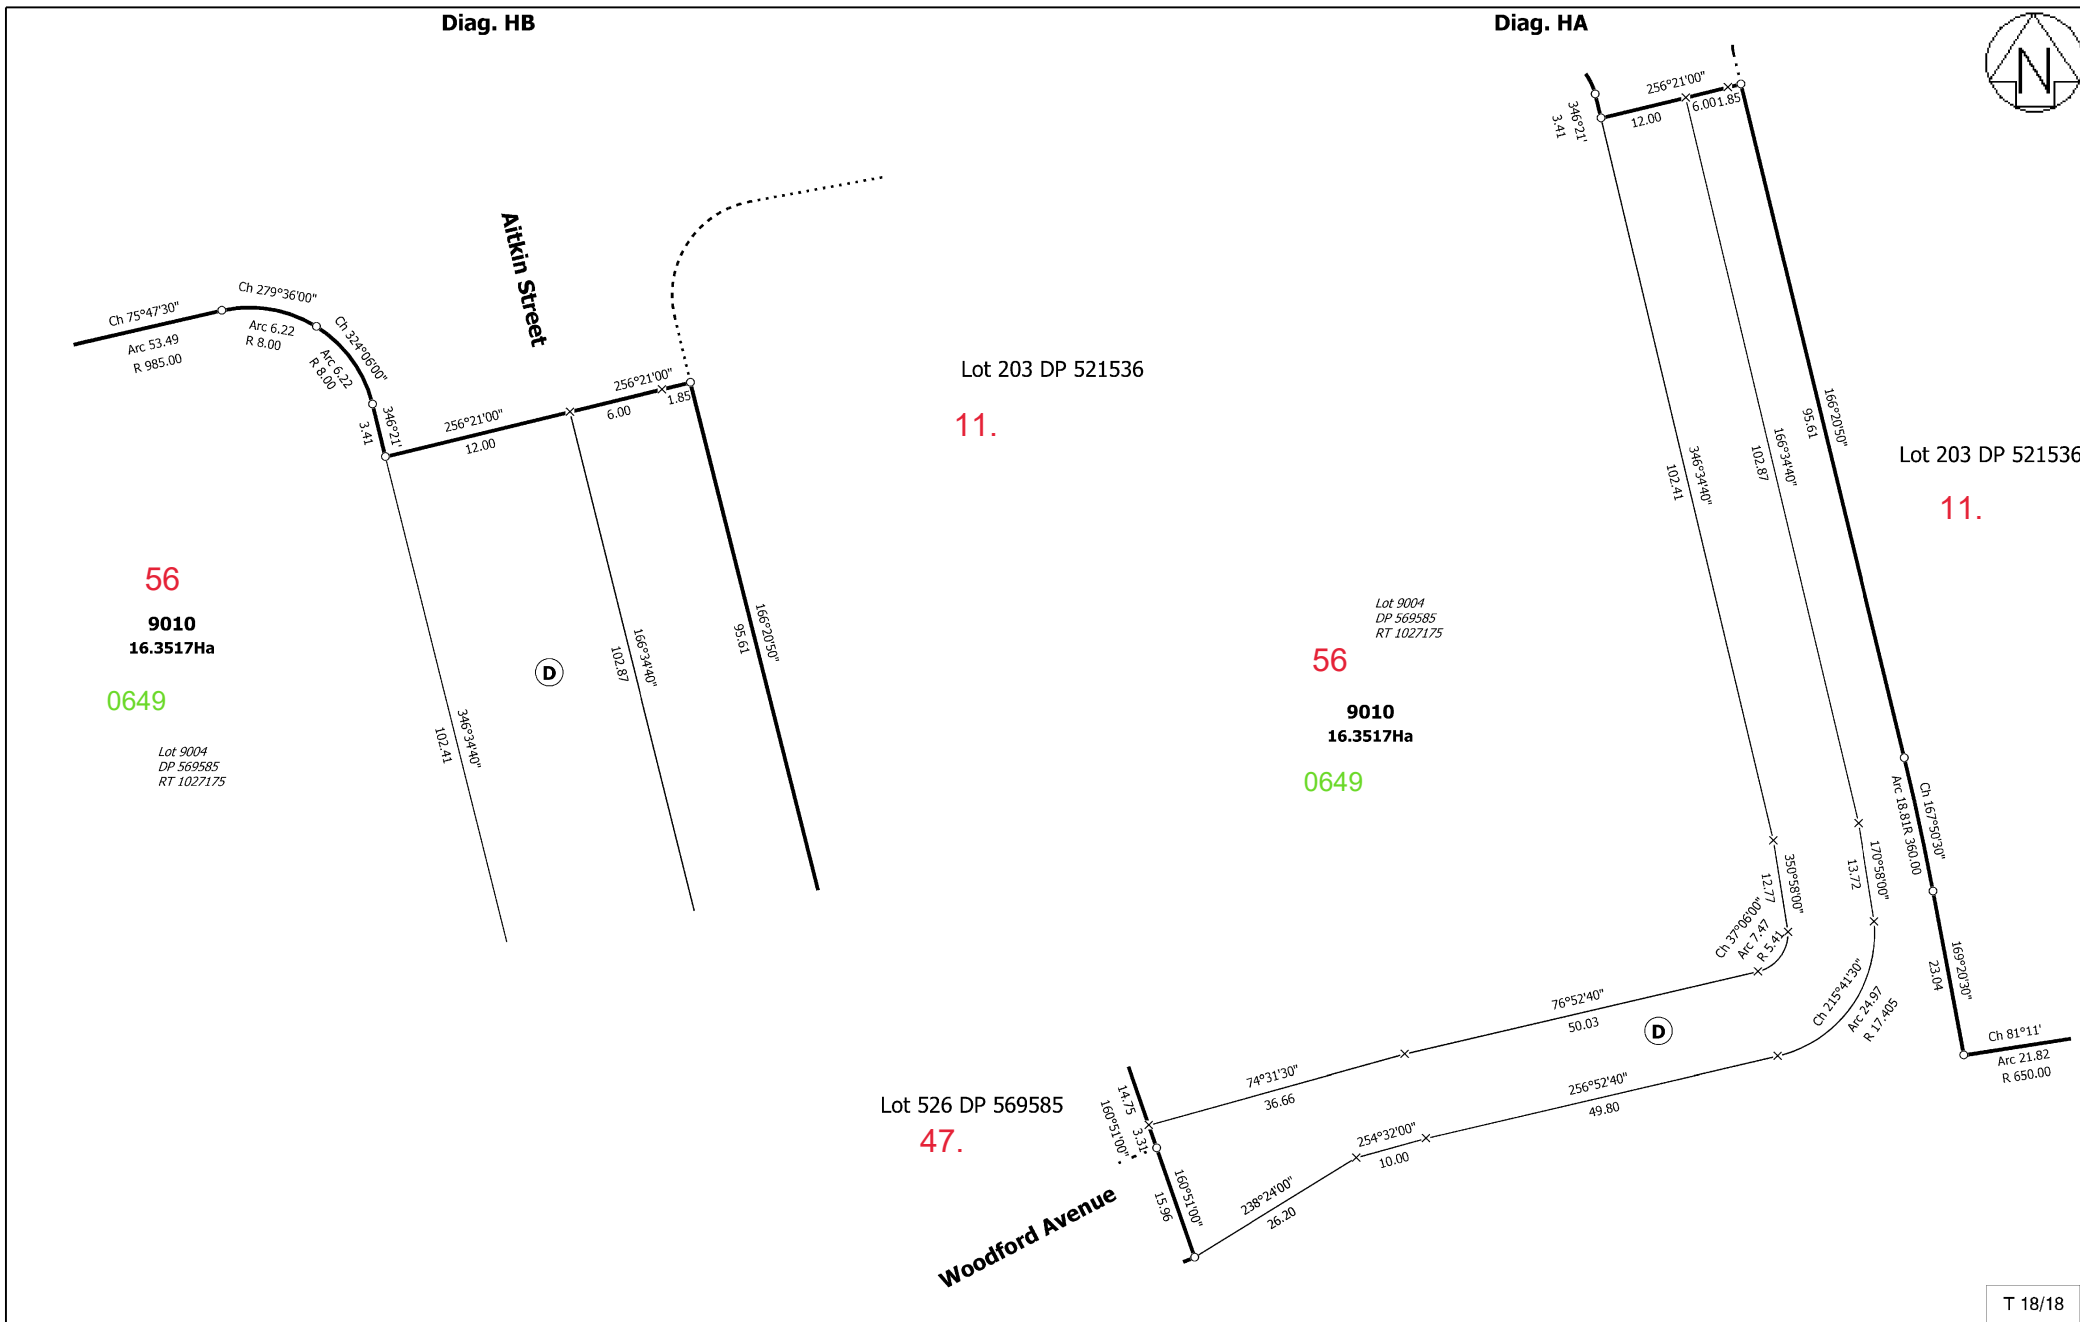 Diag. HB
Diag. HA
N
Aitkin Street
Ch 75°47'30"
Arc 53.49
R 985.00
Ch 279°36'00"
Arc 6.22
R 8.00
Ch 324°06'00"
Arc 6.22
R 8.00
346°21'
3.41
256°21'00"
12.00
6.00
256°21'00"
1.85
Lot 203 DP 521536
11.
56
9010
16.3517Ha
0649
Lot 9004
DP 569585
RT 1027175
346°34'40"
102.41
D
166°34'40"
102.87
166°20'50"
95.61
346°21'
3.41
256°21'00"
12.00
6.00
1.85
166°20'50"
95.61
166°34'40"
102.87
346°34'40"
102.41
Lot 203 DP 521536
11.
Lot 9004
DP 569585
RT 1027175
56
9010
16.3517Ha
0649
Ch 167°50'30"
Arc 18.81
R 360.00
170°58'00"
13.72
350°58'00"
12.77
Ch 37°06'00"
Arc 7.47
R 5.41
169°20'30"
23.04
Ch 215°41'30"
Arc 24.97
R 17.405
Ch 81°11'
Arc 21.82
R 650.00
76°52'40"
50.03
D
74°31'30"
36.66
256°52'40"
49.80
254°32'00"
10.00
238°24'00"
26.20
14.75
160°51'00"
3.31
160°51'00"
15.96
Lot 526 DP 569585
47.
Woodford Avenue
T 18/18